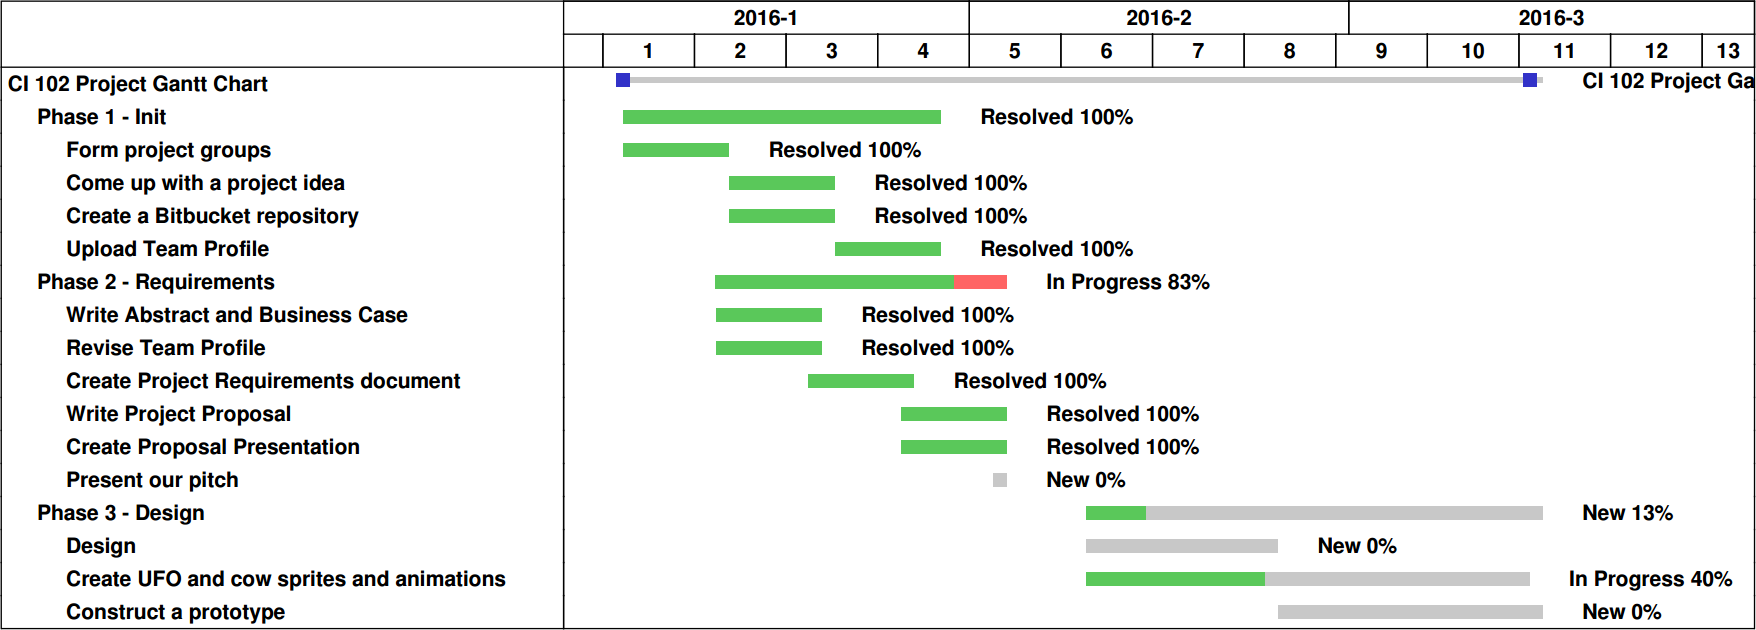 2016-1 2016-2 2016-3
1 2 3 4 5 6 7 8 9 10 11 12 13
CI 102 Project Gantt Chart CI 102 Project Ga
Phase 1 - Init Resolved 100%
Form project groups Resolved 100%
Come up with a project idea Resolved 100%
Create a Bitbucket repository Resolved 100%
Upload Team Profile Resolved 100%
Phase 2 - Requirements In Progress 83%
Write Abstract and Business Case Resolved 100%
Revise Team Profile Resolved 100%
Create Project Requirements document Resolved 100%
Write Project Proposal Resolved 100%
Create Proposal Presentation Resolved 100%
Present our pitch New 0%
Phase 3 - Design New 13%
Design New 0%
Create UFO and cow sprites and animations In Progress 40%
Construct a prototype New 0%